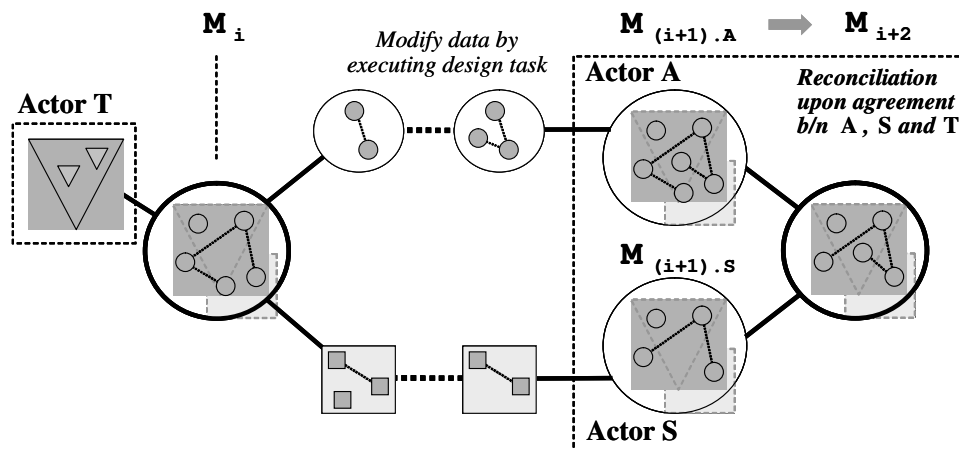 M i
Modify data by
executing design task
M (i+1).A
M i+2
Actor T
Actor A
Reconciliation
upon agreement
b/n A, S and T
M (i+1).S
Actor S